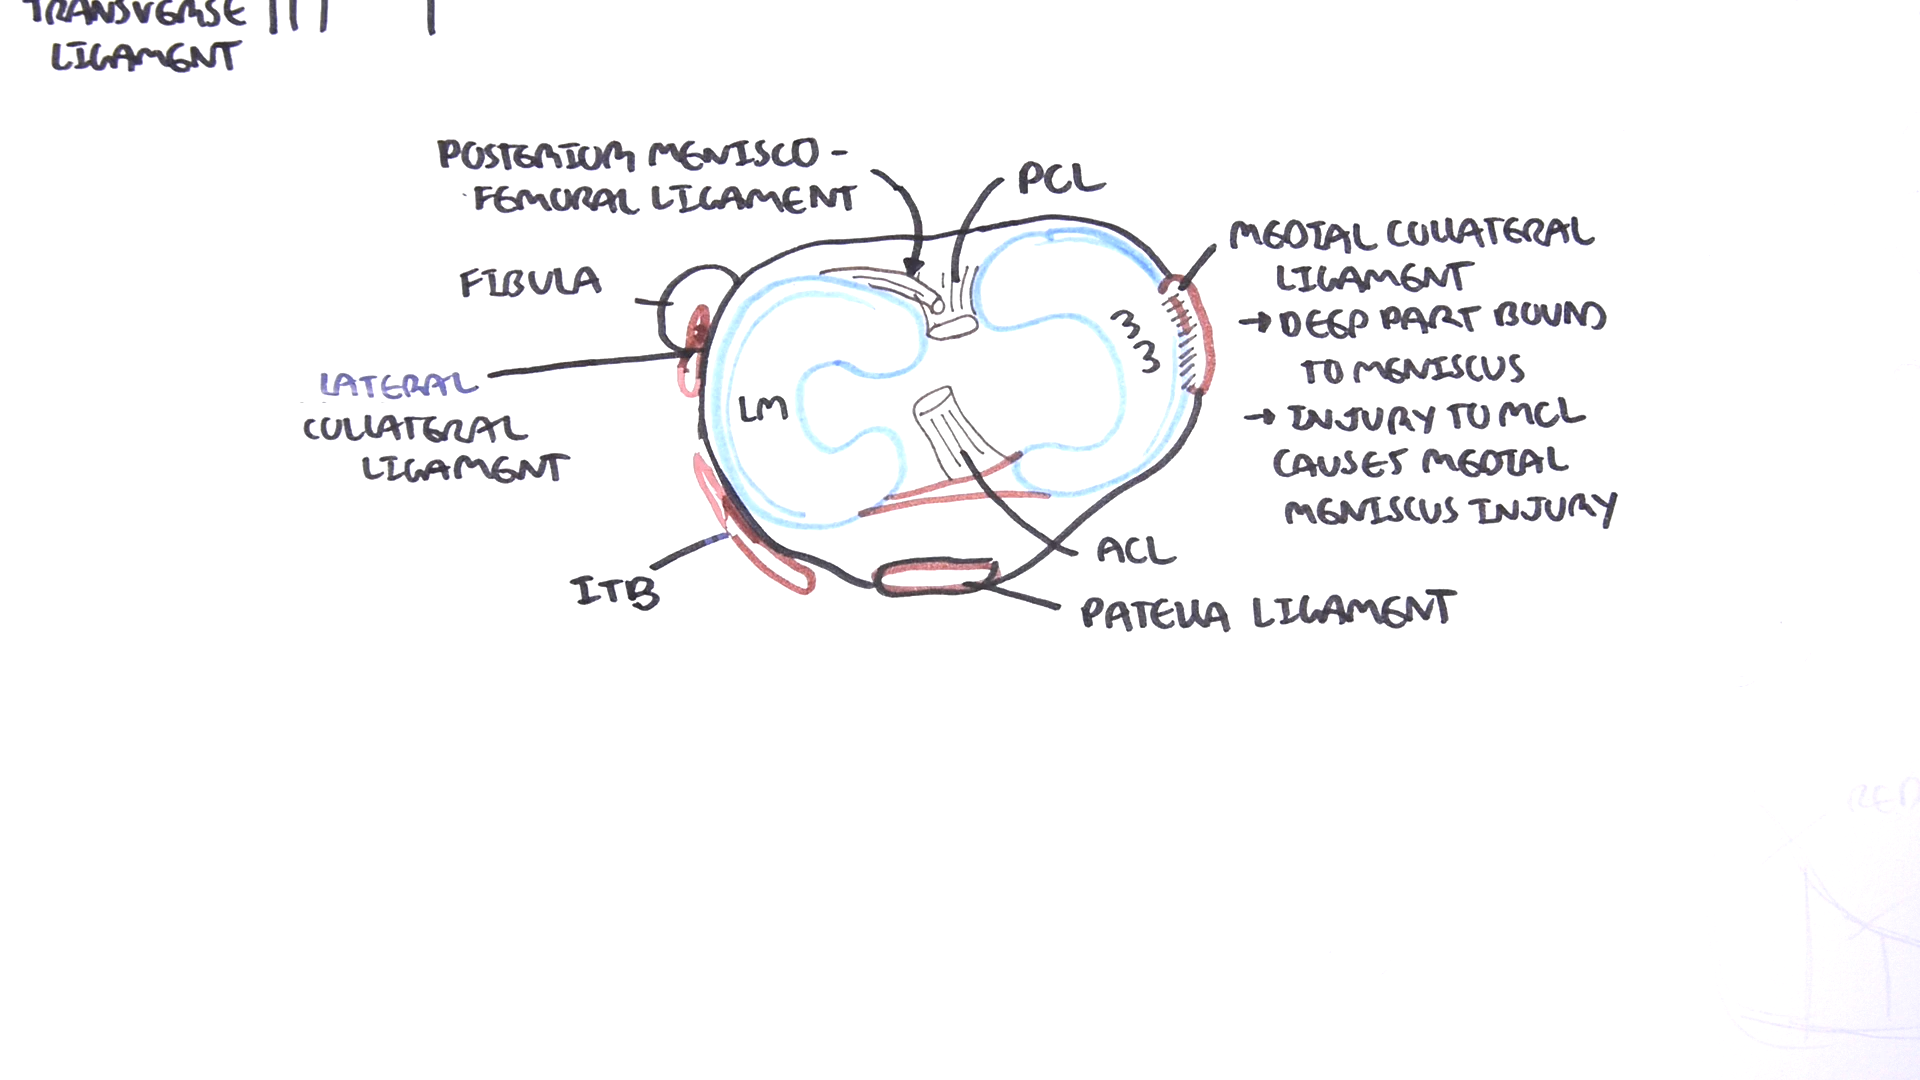 TRANSVERSE
LIGAMENT
POSTERIOR MENISCO -
FEMORAL LIGAMENT
PCL
FIBULA
MEDIAL COLLATERAL
LIGAMENT
→ DEEP PART BOUND
TO MENISCUS
→ INJURY TO MCL
CAUSES MEDIAL
MENISCUS INJURY
LATERAL
COLLATERAL
LIGAMENT
LM
MM
ITB
ACL
PATELLA LIGAMENT